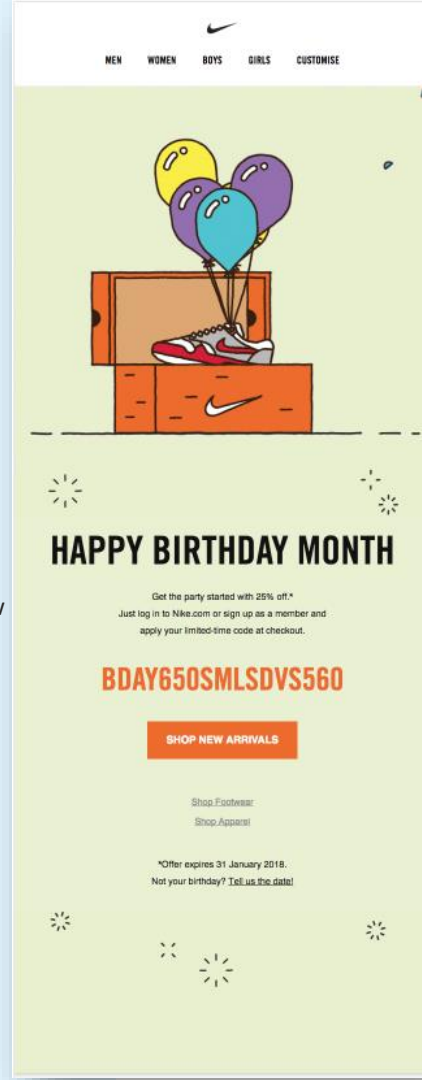 MEN WOMEN BOYS GIRLS CUSTOMISE
HAPPY BIRTHDAY MONTH
Get the party started with 25% off.*
Just log in to Nike.com or sign up as a member and
apply your limited-time code at checkout.
BDAY650SMLSDVS560
SHOP NEW ARRIVALS
Shop Footwear
Shop Apparel
*Offer expires 31 January 2018.
Not your birthday? Tell us the date!